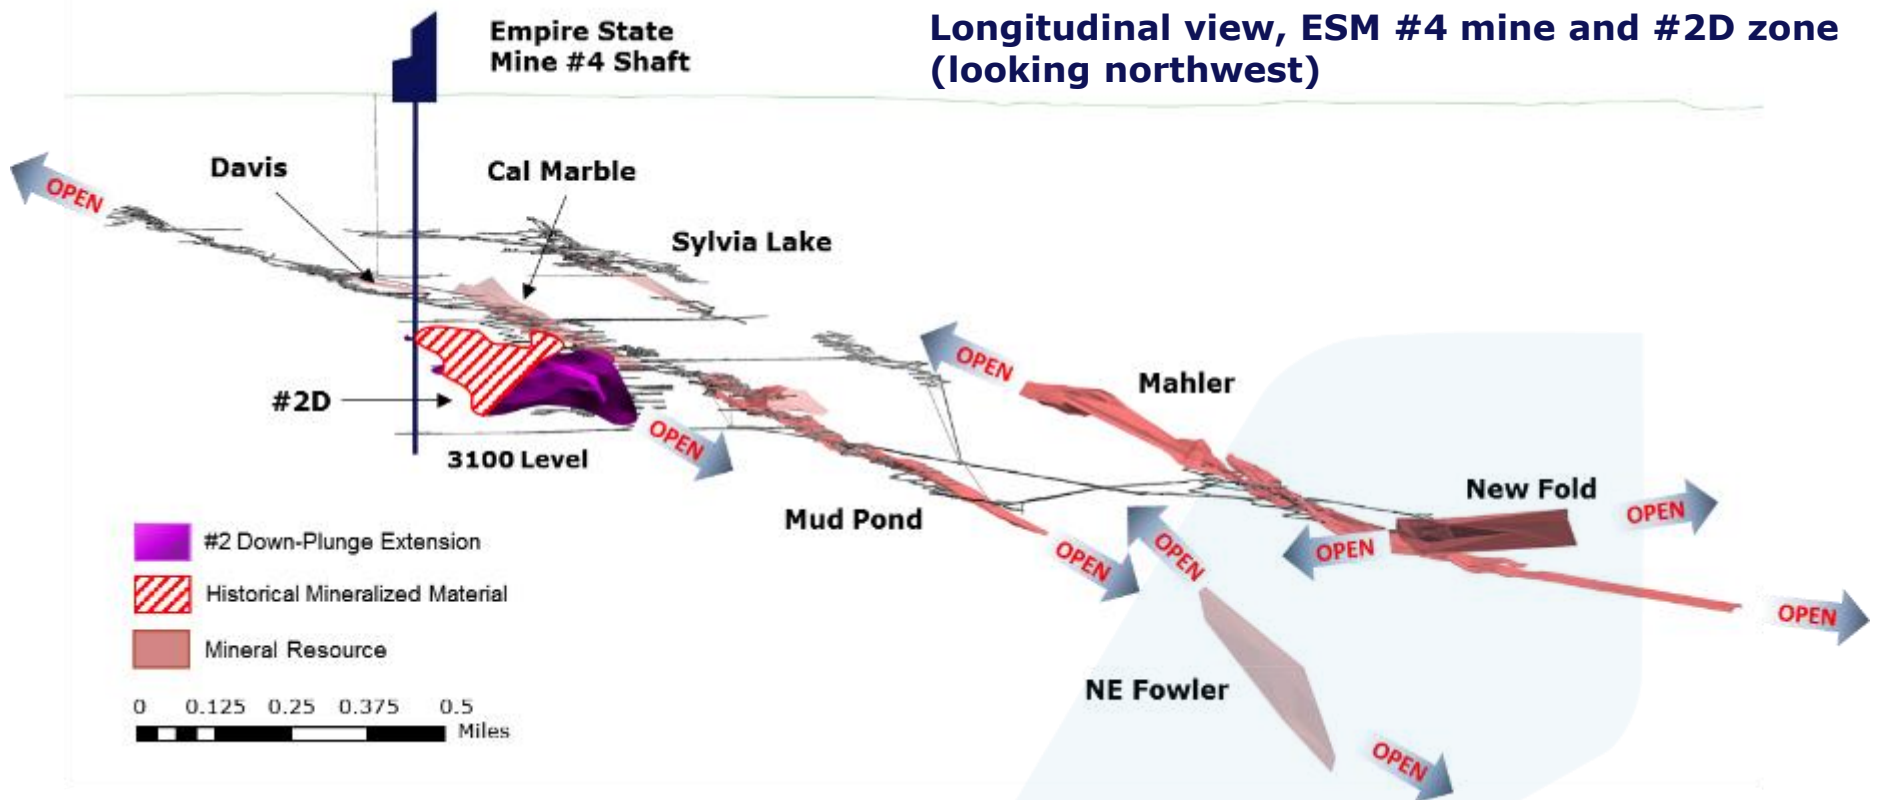 Longitudinal view, ESM #4 mine and #2D zone
(looking northwest)
Empire State
Mine #4 Shaft
Davis
Cal Marble
OPEN
Sylvia Lake
OPEN
Mahler
#2D
OPEN
3100 Level
New Fold
Mud Pond
OPEN
OPEN
OPEN
OPEN
OPEN
NE Fowler
OPEN
#2 Down-Plunge Extension
Historical Mineralized Material
Mineral Resource
0 0.125 0.25 0.375 0.5
Miles